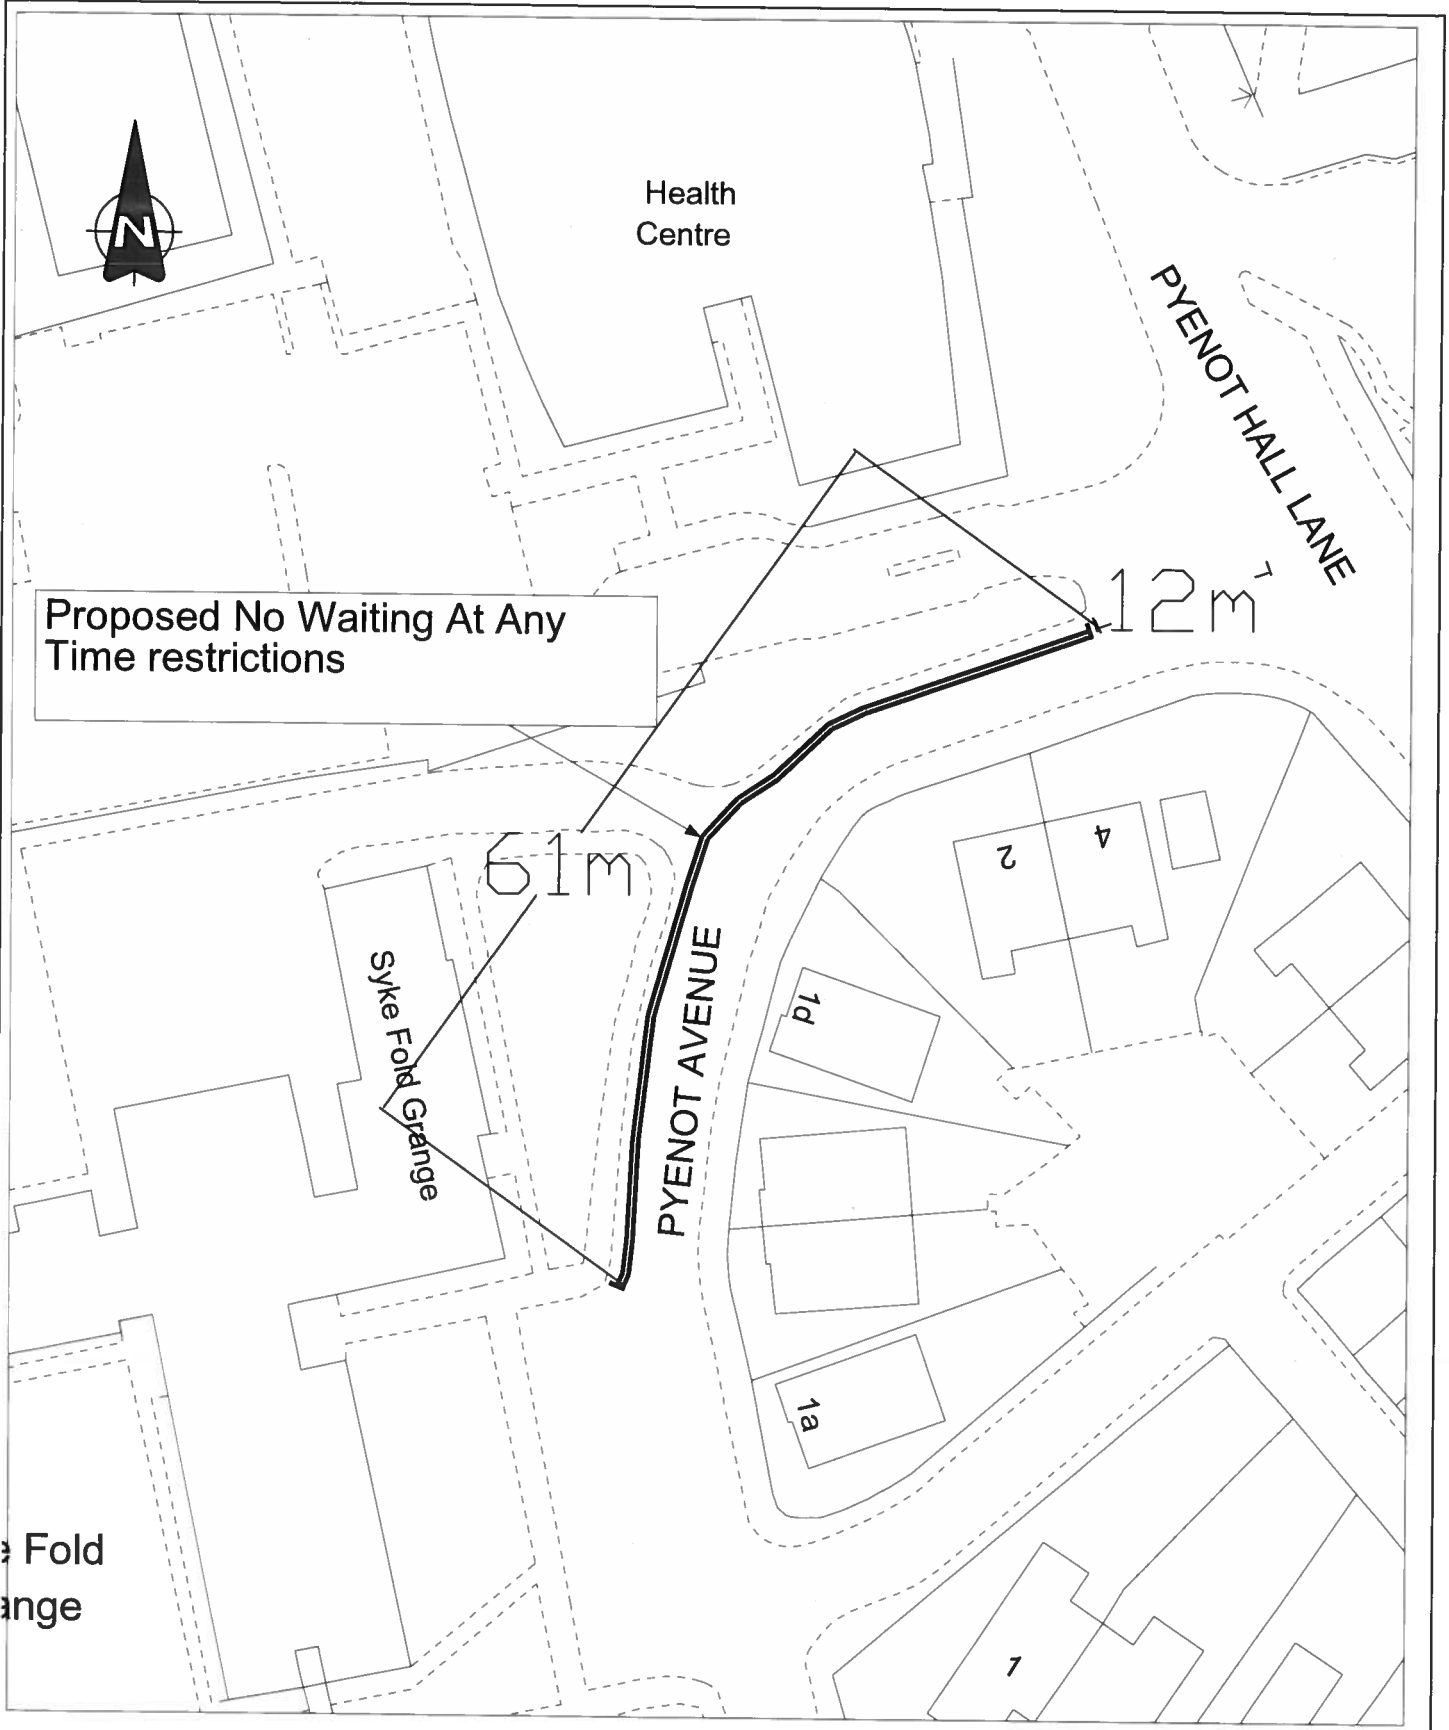 N
Health
Centre
PYENOT HALL LANE
12m
Proposed No Waiting At Any
Time restrictions
61m
2
4
1d
PYENOT AVENUE
Syke Fold Grange
1a
Fold
1